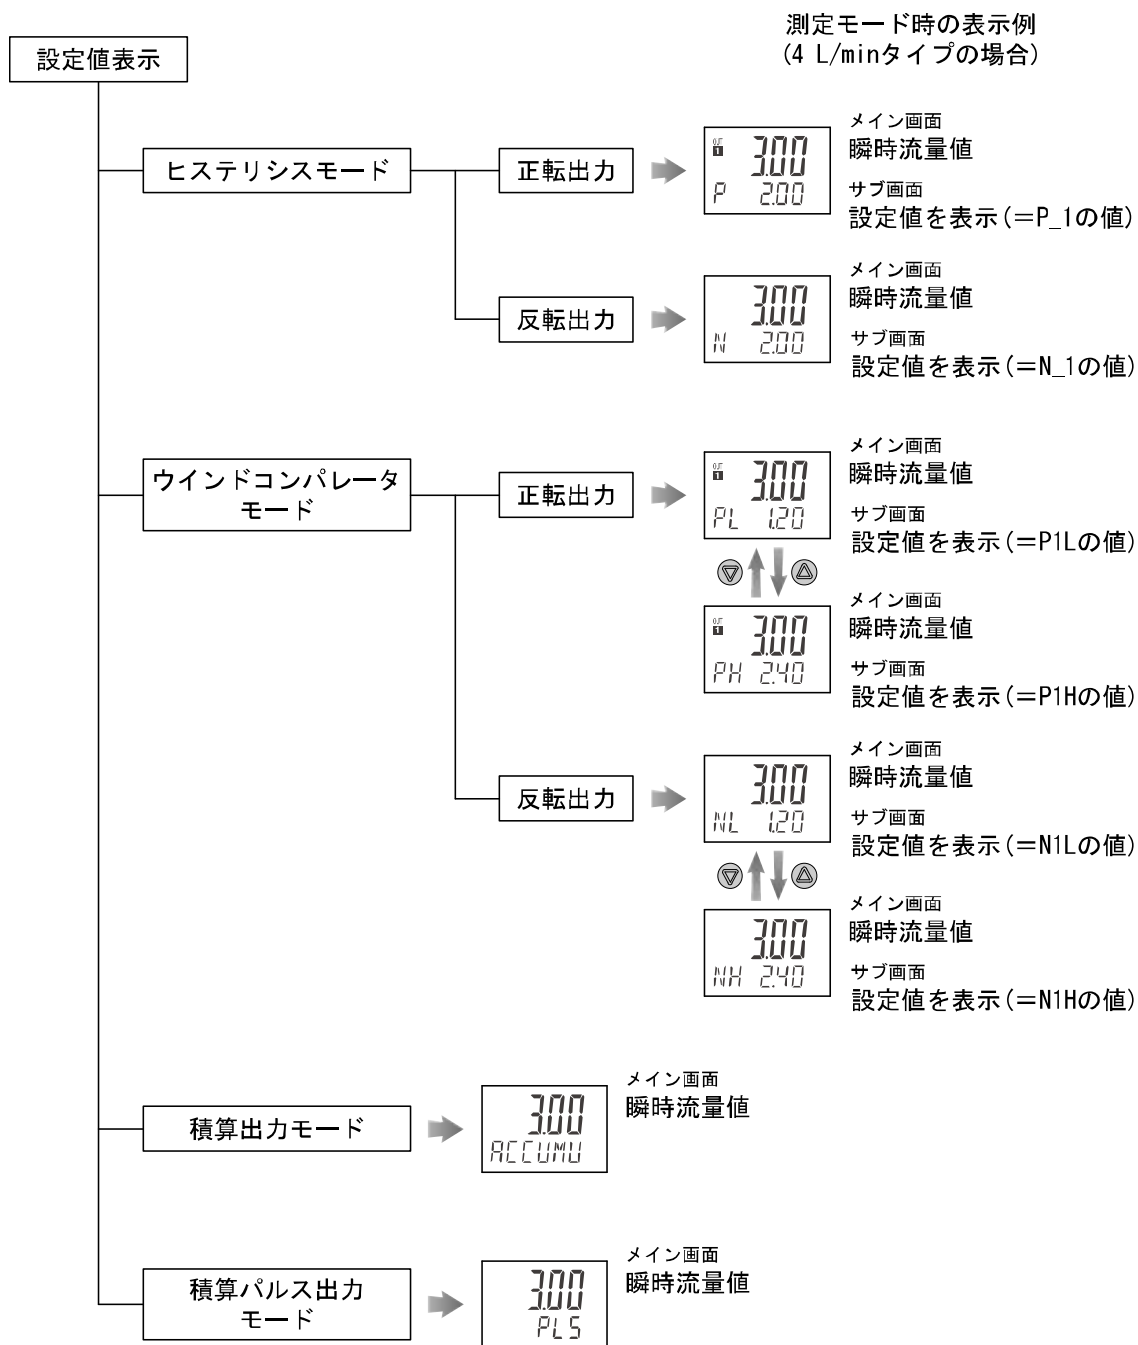 測定モード時の表示例
(4 L/minタイプの場合)
設定値表示
ヒステリシスモード
正転出力
OUT
1
3.00
P 2.00
メイン画面
瞬時流量値
サブ画面
設定値を表示(=P_1の値)
反転出力
3.00
N 2.00
メイン画面
瞬時流量値
サブ画面
設定値を表示(=N_1の値)
ウインドコンパレータ
モード
正転出力
OUT
1
3.00
PL 1.20
メイン画面
瞬時流量値
サブ画面
設定値を表示(=P1Lの値)
OUT
1
3.00
PH 2.40
メイン画面
瞬時流量値
サブ画面
設定値を表示(=P1Hの値)
反転出力
3.00
NL 1.20
メイン画面
瞬時流量値
サブ画面
設定値を表示(=N1Lの値)
3.00
NH 2.40
メイン画面
瞬時流量値
サブ画面
設定値を表示(=N1Hの値)
積算出力モード
3.00
ACCUMU
メイン画面
瞬時流量値
積算パルス出力
モード
3.00
PLS
メイン画面
瞬時流量値